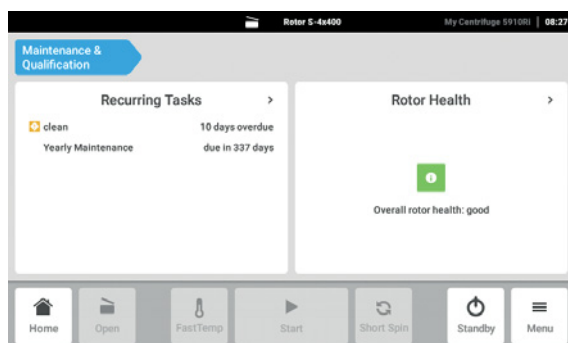 Rotor S-4x400
My Centrifuge 5910Ri | 08:27
Maintenance &
Qualification
Recurring Tasks >
clean 10 days overdue
Yearly Maintenance due in 337 days
Rotor Health >
Overall rotor health: good
Home
Open
FastTemp
Start
Short Spin
Standby
Menu